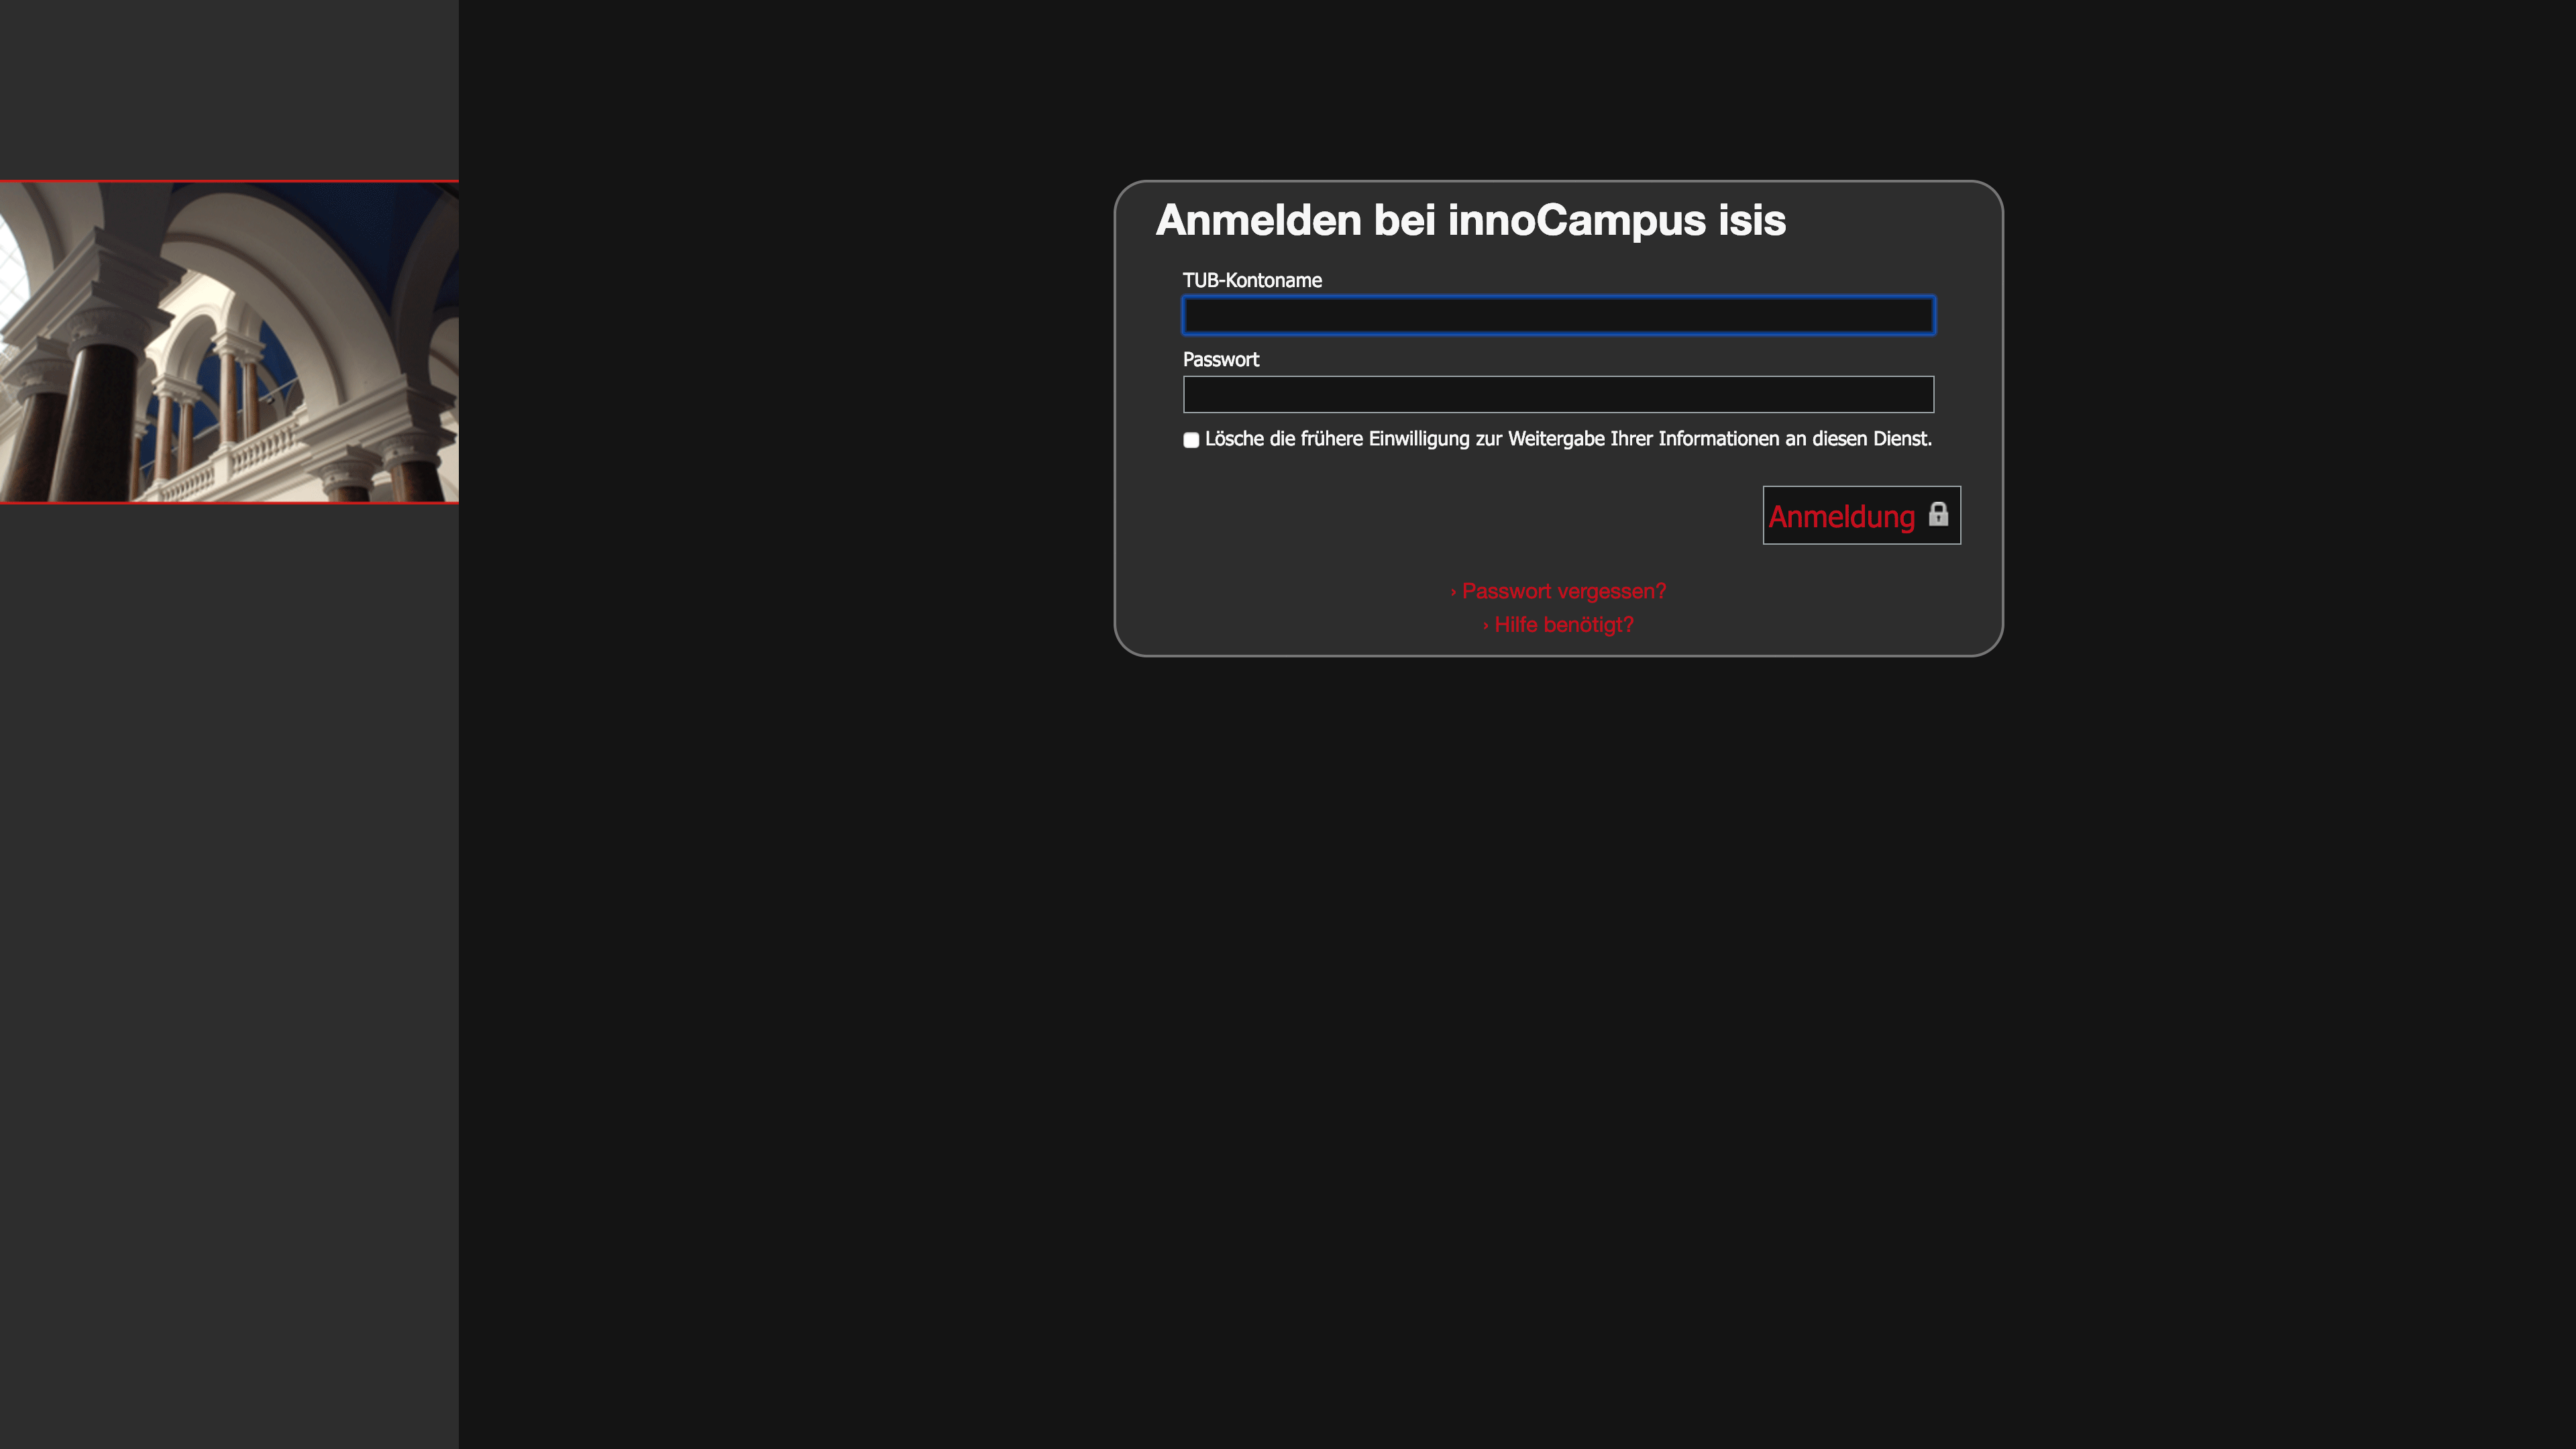 Anmelden bei innoCampus isis
TUB-Kontoname
Passwort
Lösche die frühere Einwilligung zur Weitergabe Ihrer Informationen an diesen Dienst.
Anmeldung
› Passwort vergessen?
› Hilfe benötigt?